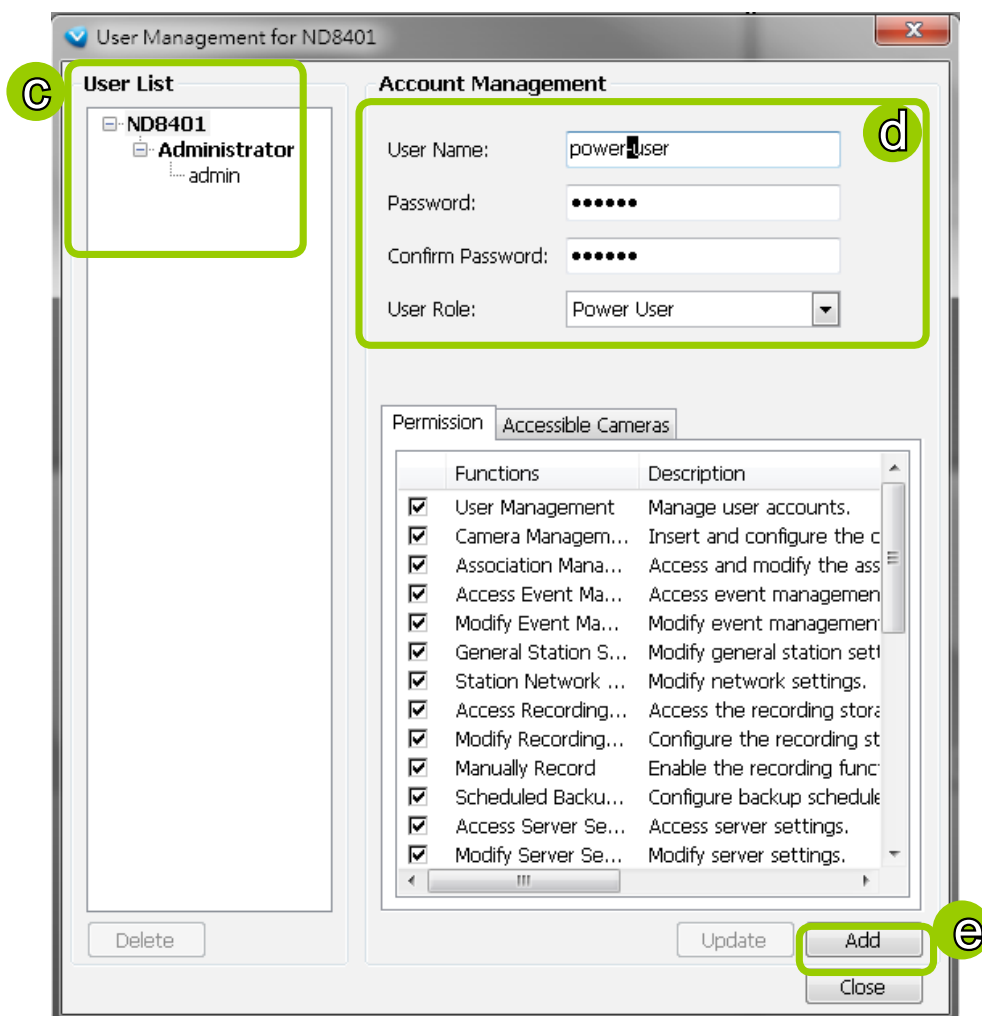 User Management for ND8401
c
User List
ND8401
Administrator
admin
Delete
Account Management
d
User Name: power-user
Password: ••••••
Confirm Password: ••••••
User Role: Power User
Permission Accessible Cameras
Functions Description
User Management Manage user accounts.
Camera Managem... Insert and configure the c
Association Mana... Access and modify the ass
Access Event Ma... Access event managemen
Modify Event Ma... Modify event management
General Station S... Modify general station sett
Station Network ... Modify network settings.
Access Recording... Access the recording stora
Modify Recording... Configure the recording st
Manually Record Enable the recording func
Scheduled Backu... Configure backup schedule
Access Server Se... Access server settings.
Modify Server Se... Modify server settings.
Update Add
e
Close